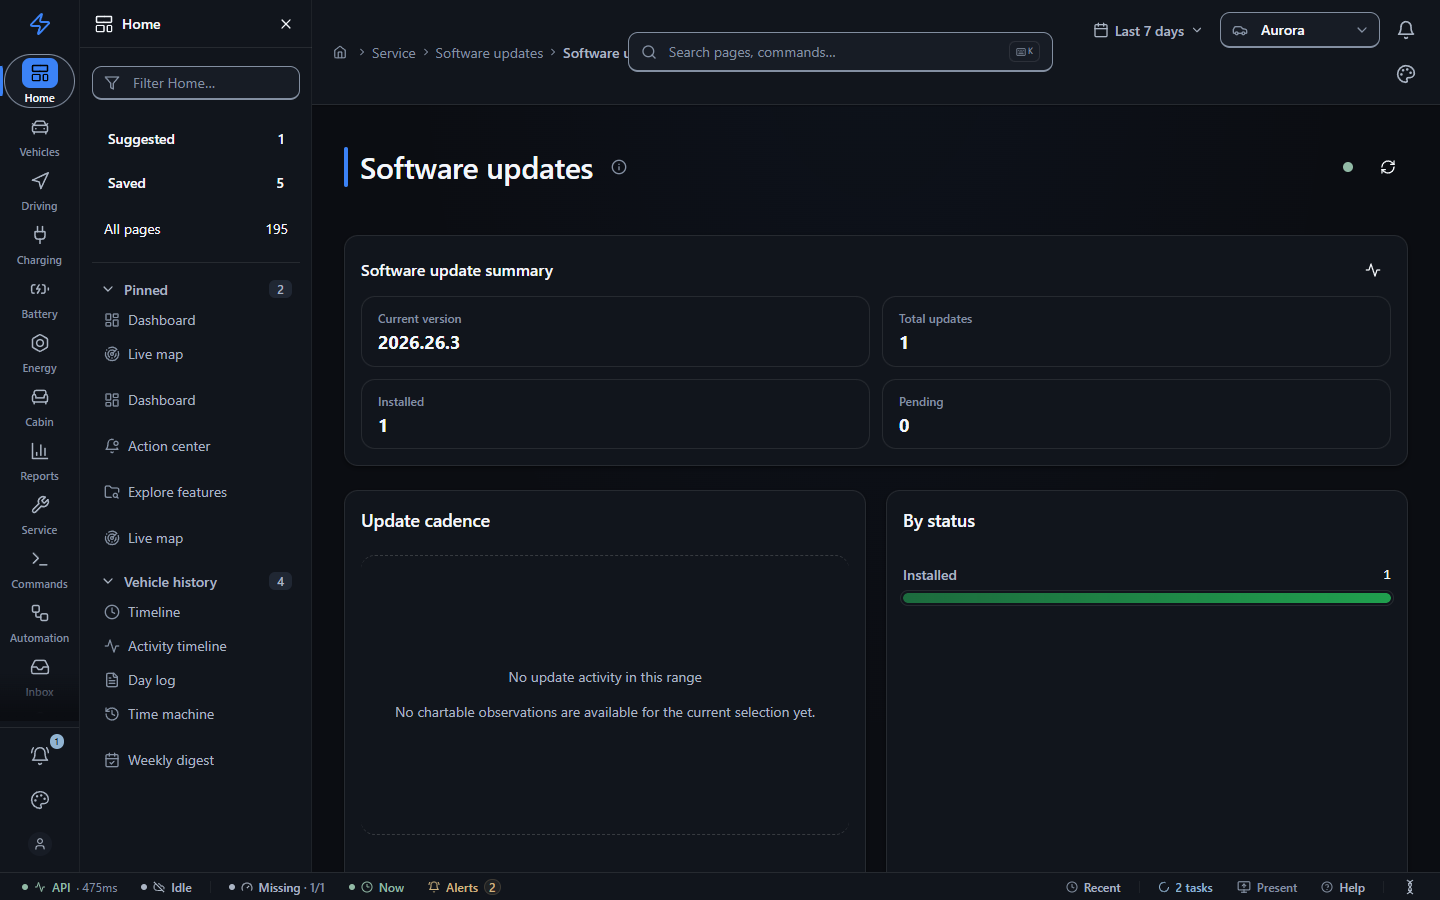 Home
Vehicles
Driving
Charging
Battery
Energy
Cabin
Reports
Service
Commands
Automation
Inbox
1
Home
Filter Home...
Suggested 1
Saved 5
All pages 195
Pinned 2
Dashboard
Live map
Dashboard
Action center
Explore features
Live map
Vehicle history 4
Timeline
Activity timeline
Day log
Time machine
Weekly digest
Service > Software updates > Software u
Search pages, commands... K
Last 7 days
Aurora
Software updates
Software update summary
Current version
2026.26.3
Total updates
1
Installed
1
Pending
0
Update cadence
No update activity in this range
No chartable observations are available for the current selection yet.
By status
Installed 1
API · 475ms Idle Missing · 1/1 Now Alerts 2 Recent 2 tasks Present Help